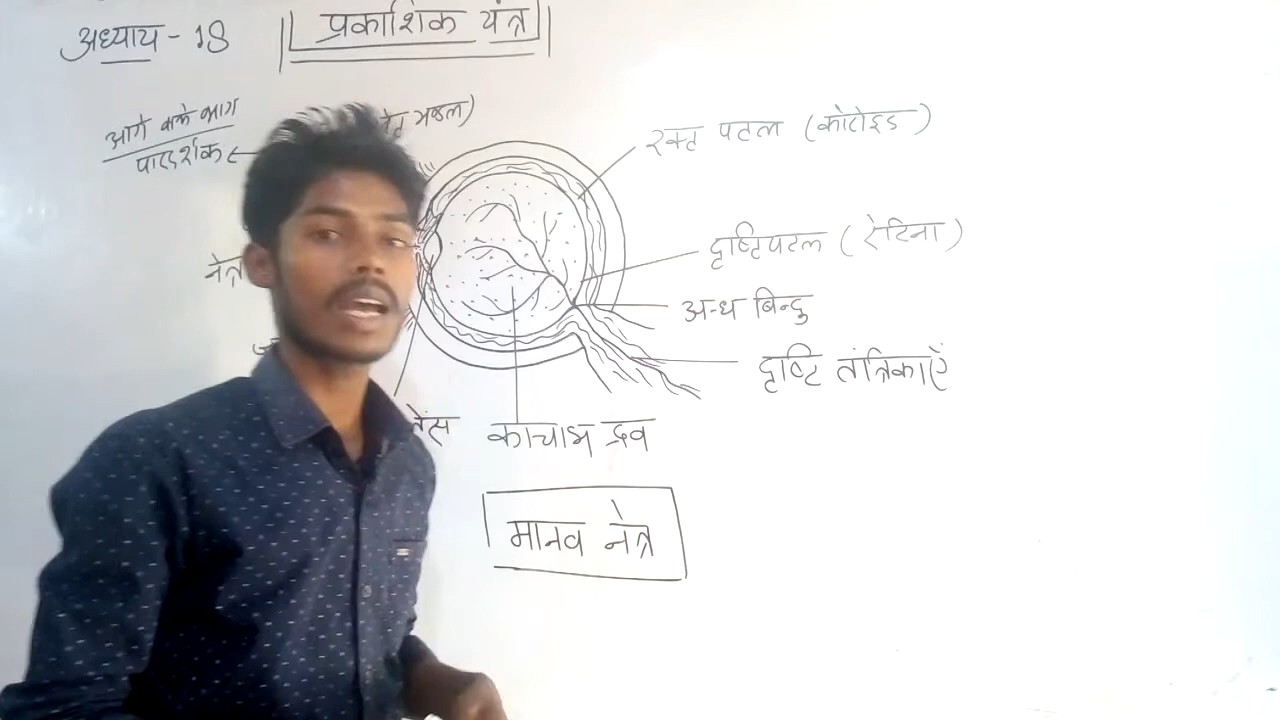 अध्याय - 18
प्रकाशिक यंत्र
आगे वाले भाग
पारदर्शक
रक्त पटल (कोरोइड)
दृष्टिपटल (रेटिना)
अन्ध बिन्दु
दृष्टि तंत्रिकाऐं
काचाभ द्रव
मानव नेत्र